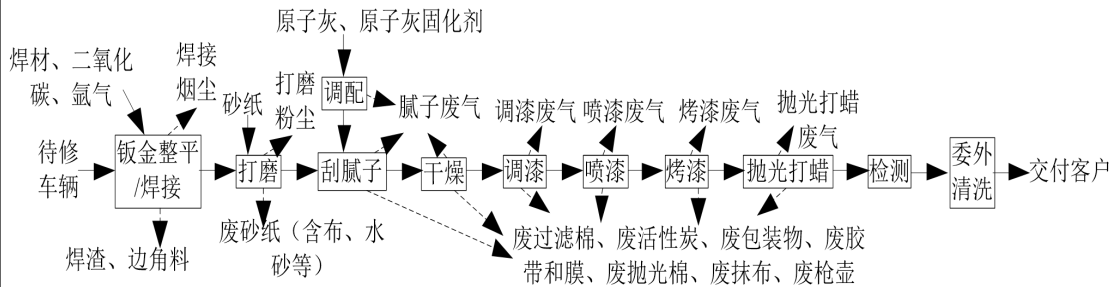 原子灰、原子灰固化剂
焊材、二氧化
碳、氩气
焊接
烟尘
砂纸
打磨
粉尘
调配
腻子废气
调漆废气
喷漆废气
烤漆废气
抛光打蜡
废气
待修
车辆
钣金整平
/焊接
打磨
刮腻子
干燥
调漆
喷漆
烤漆
抛光打蜡
检测
委外
清洗
交付客户
焊渣、边角料
废砂纸（含布、水
砂等）
废过滤棉、废活性炭、废包装物、废胶
带和膜、废抛光棉、废抹布、废枪壶